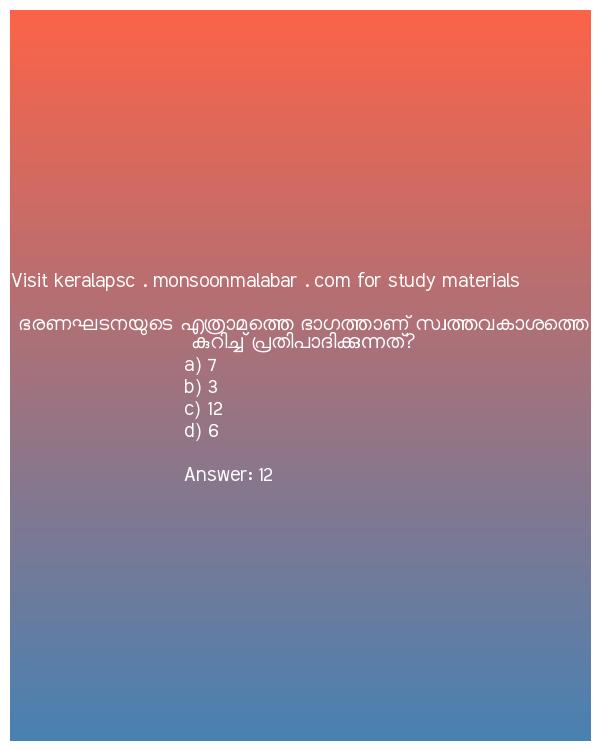 Visit keralapsc . monsoonmalabar . com for study materials
ഭരണഘടനയുടെ എത്രാമത്തെ ഭാഗത്താണ് സ്വത്തവകാശത്തെ
കുറിച്ച് പ്രതിപാദിക്കുന്നത്?
a) 7
b) 3
c) 12
d) 6
Answer: 12